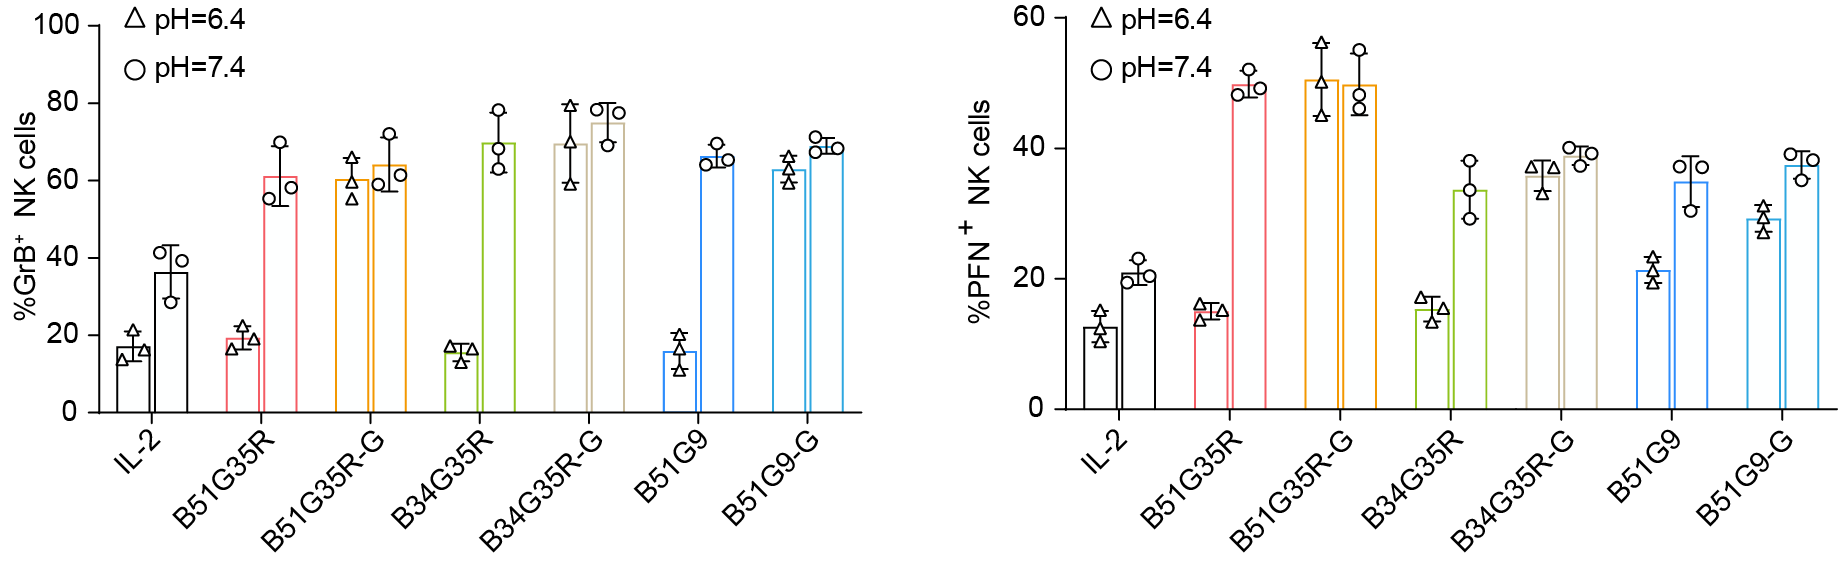 %GrB⁺ NK cells
100
80
60
40
20
0
pH=6.4
pH=7.4
IL-2
B51G35R
B51G35R-G
B34G35R
B34G35R-G
B51G9
B51G9-G
%PFN⁺ NK cells
60
40
20
0
pH=6.4
pH=7.4
IL-2
B51G35R
B51G35R-G
B34G35R
B34G35R-G
B51G9
B51G9-G